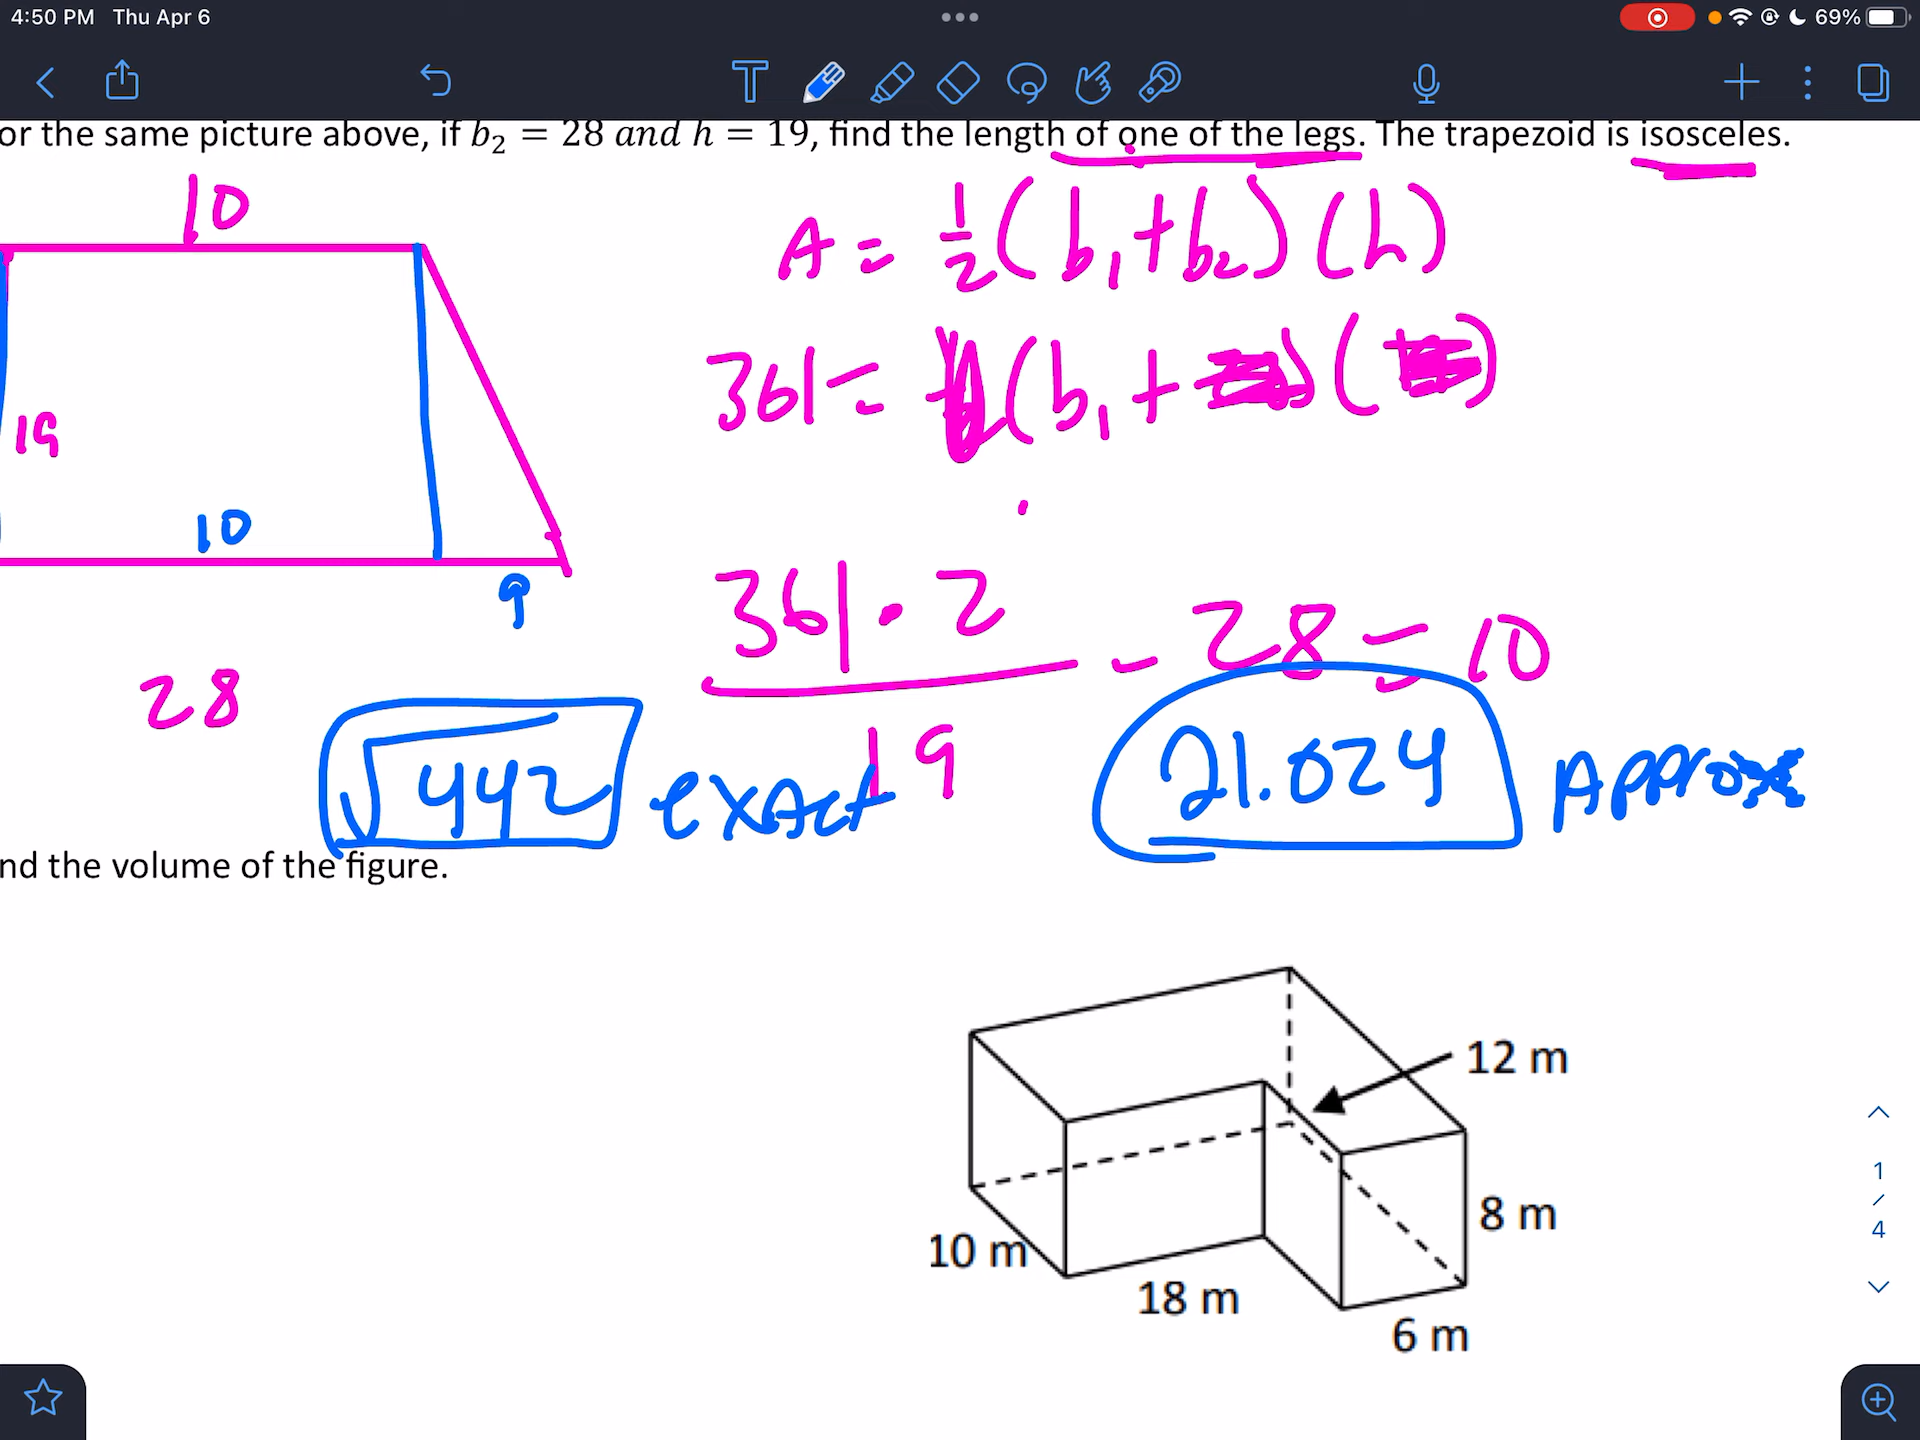 4:50 PM Thu Apr 6 69%
or the same picture above, if b₂ = 28 and h = 19, find the length of one of the legs. The trapezoid is isosceles.
10
A = ½(b₁+b₂)(h)
361 = (b₁ +
19
10
9
28
361·2 / 19 - 28 = 10
√442 exact
21.024 Approx
nd the volume of the figure.
12 m
8 m
10 m
18 m
6 m
1
/
4